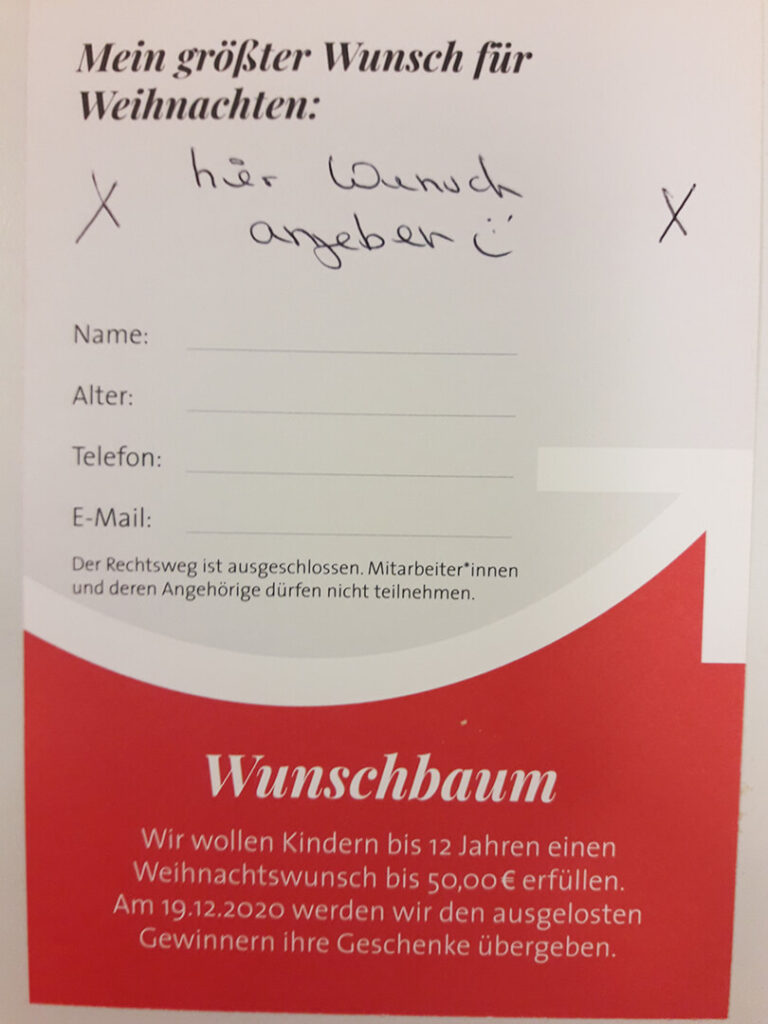 Mein größter Wunsch für
Weihnachten:
X hier Wunsch X
angeben :)
Name:
Alter:
Telefon:
E-Mail:
Der Rechtsweg ist ausgeschlossen. Mitarbeiter*innen
und deren Angehörige dürfen nicht teilnehmen.
Wunschbaum
Wir wollen Kindern bis 12 Jahren einen
Weihnachtswunsch bis 50,00€ erfüllen.
Am 19.12.2020 werden wir den ausgelosten
Gewinnern ihre Geschenke übergeben.